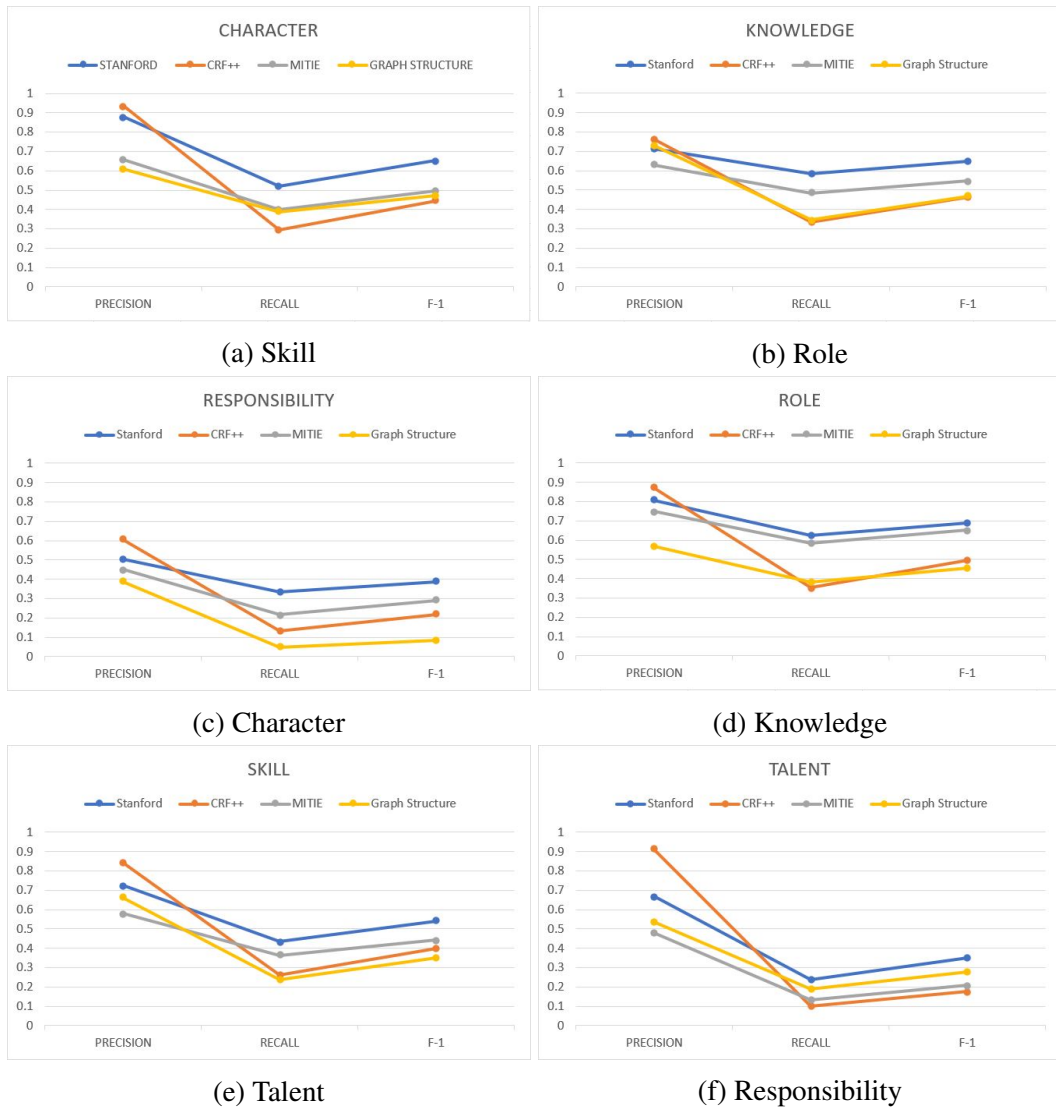 CHARACTER
STANFORD CRF++ MITIE GRAPH STRUCTURE
1
0.9
0.8
0.7
0.6
0.5
0.4
0.3
0.2
0.1
0
PRECISION RECALL F-1
(a) Skill
KNOWLEDGE
Stanford CRF++ MITIE Graph Structure
1
0.9
0.8
0.7
0.6
0.5
0.4
0.3
0.2
0.1
0
PRECISION RECALL F-1
(b) Role
RESPONSIBILITY
Stanford CRF++ MITIE Graph Structure
1
0.9
0.8
0.7
0.6
0.5
0.4
0.3
0.2
0.1
0
PRECISION RECALL F-1
(c) Character
ROLE
Stanford CRF++ MITIE Graph Structure
1
0.9
0.8
0.7
0.6
0.5
0.4
0.3
0.2
0.1
0
PRECISION RECALL F-1
(d) Knowledge
SKILL
Stanford CRF++ MITIE Graph Structure
1
0.9
0.8
0.7
0.6
0.5
0.4
0.3
0.2
0.1
0
PRECISION RECALL F-1
(e) Talent
TALENT
Stanford CRF++ MITIE Graph Structure
1
0.9
0.8
0.7
0.6
0.5
0.4
0.3
0.2
0.1
0
PRECISION RECALL F-1
(f) Responsibility